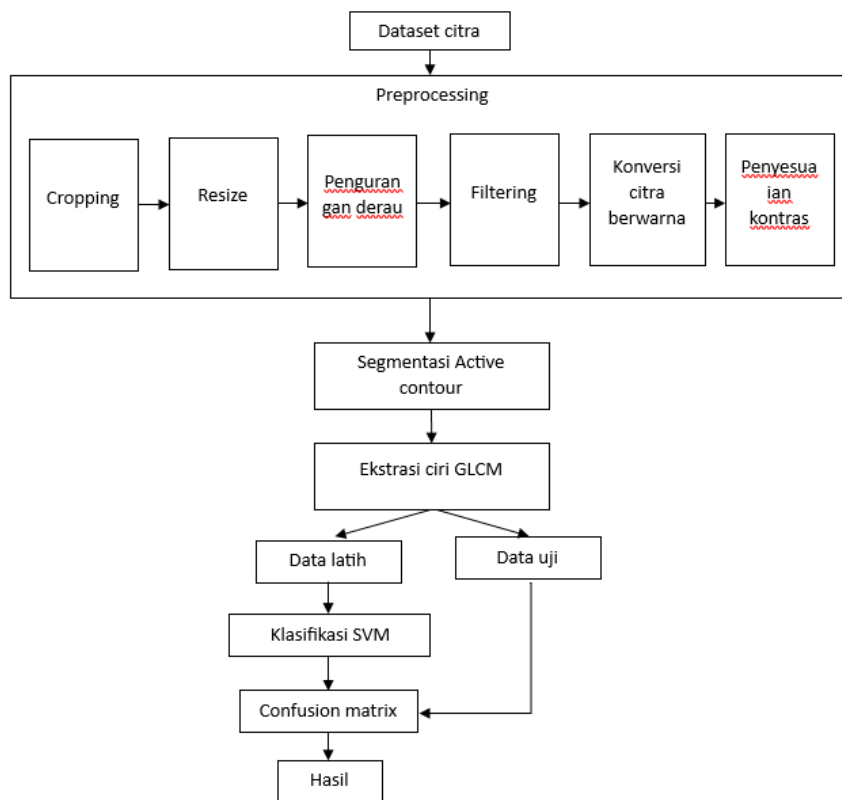 Dataset citra
Preprocessing
Cropping
Resize
Penguran
gan derau
Filtering
Konversi
citra
berwarna
Penyesua
ian
kontras
Segmentasi Active
contour
Ekstrasi ciri GLCM
Data latih
Data uji
Klasifikasi SVM
Confusion matrix
Hasil